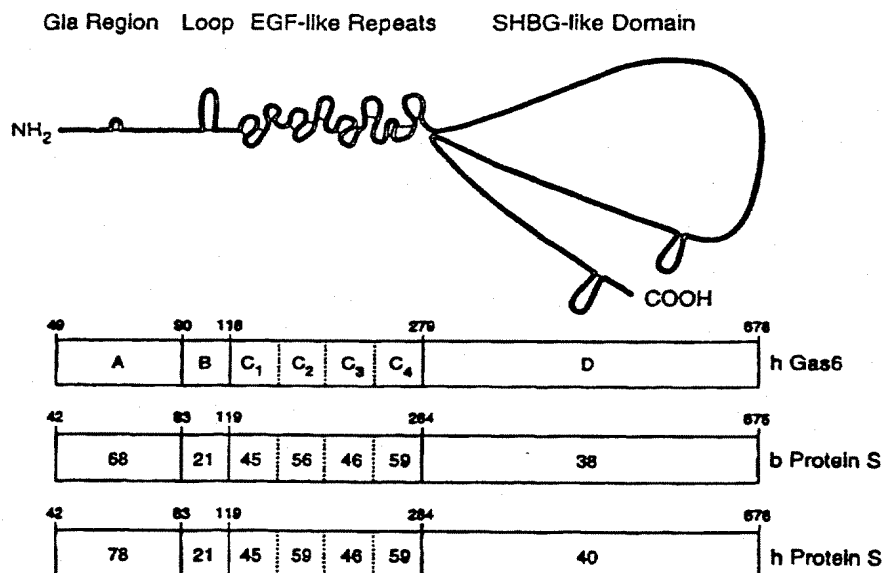 Gla Region Loop EGF-like Repeats SHBG-like Domain
NH2
COOH
49 90 118 279 678
A B C1 C2 C3 C4 D h Gas6
42 83 119 284 675
68 21 45 56 46 59 38 b Protein S
42 83 119 284 676
78 21 45 59 46 59 40 h Protein S